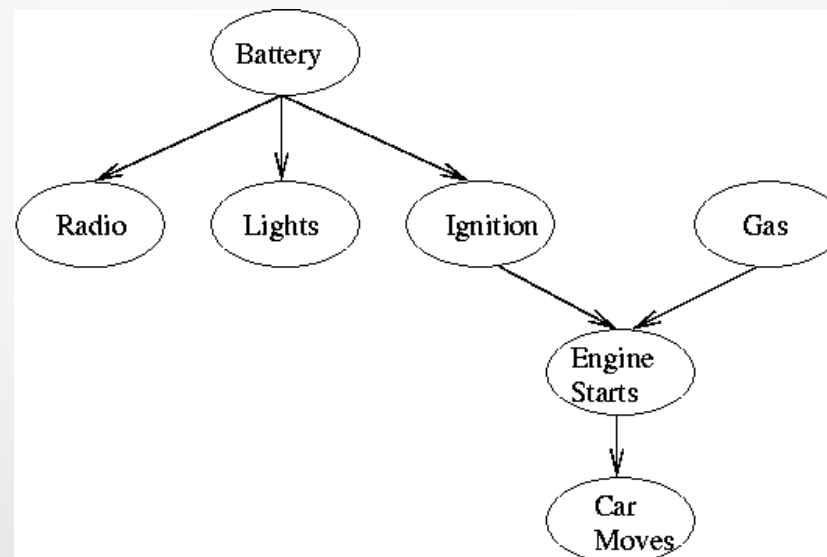 Battery
Radio
Lights
Ignition
Gas
Engine
Starts
Car
Moves